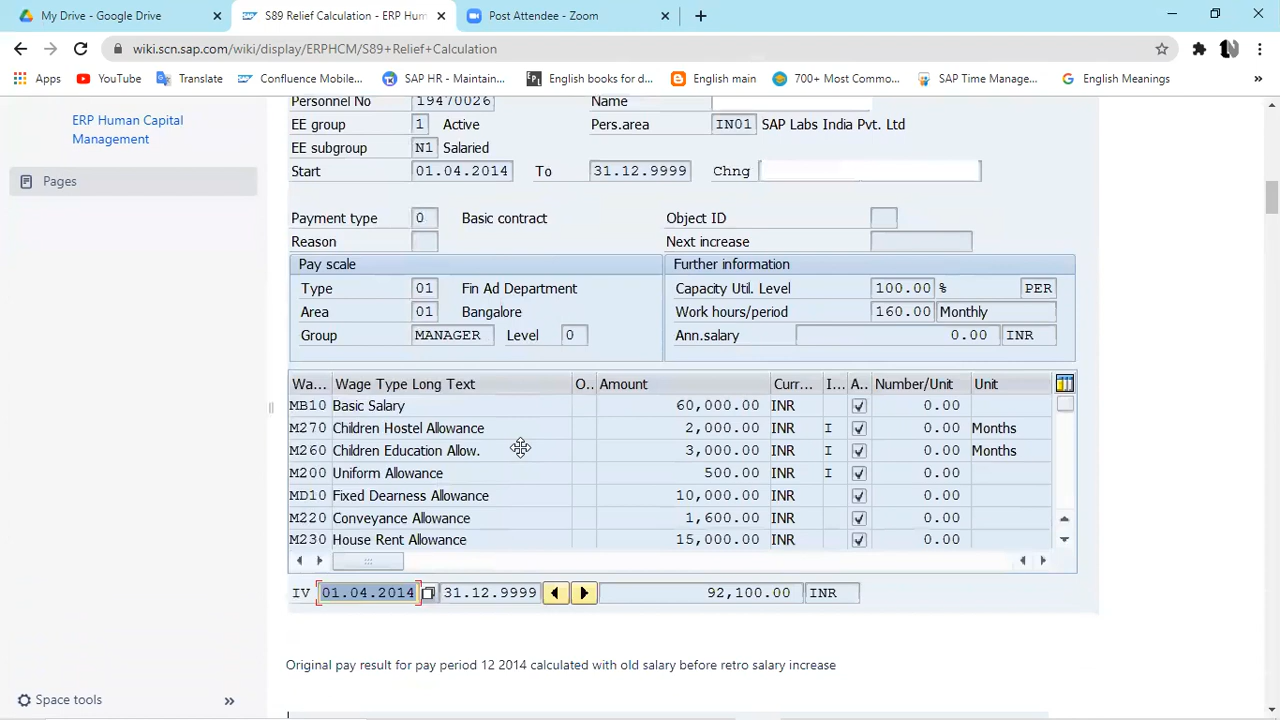 My Drive - Google Drive
S89 Relief Calculation - ERP Hum
Post Attendee - Zoom
wiki.scn.sap.com/wiki/display/ERPHCM/S89+Relief+Calculation
Apps YouTube Translate Confluence Mobile... SAP HR - Maintain... English books for d... English main 700+ Most Commo... SAP Time Manage... English Meanings »
ERP Human Capital
Management
Pages
Space tools »
Personnel No 19470026 Name
EE group 1 Active Pers.area IN01 SAP Labs India Pvt. Ltd
EE subgroup N1 Salaried
Start 01.04.2014 To 31.12.9999 Chng
Payment type 0 Basic contract Object ID
Reason Next increase
Pay scale Further information
Type 01 Fin Ad Department Capacity Util. Level 100.00 % PER
Area 01 Bangalore Work hours/period 160.00 Monthly
Group MANAGER Level 0 Ann.salary 0.00 INR
Wa... Wage Type Long Text O.. Amount Curr... I... A.. Number/Unit Unit
MB10 Basic Salary 60,000.00 INR 0.00
M270 Children Hostel Allowance 2,000.00 INR I 0.00 Months
M260 Children Education Allow. 3,000.00 INR I 0.00 Months
M200 Uniform Allowance 500.00 INR I 0.00
MD10 Fixed Dearness Allowance 10,000.00 INR 0.00
M220 Conveyance Allowance 1,600.00 INR 0.00
M230 House Rent Allowance 15,000.00 INR 0.00
IV 01.04.2014 31.12.9999 92,100.00 INR
Original pay result for pay period 12 2014 calculated with old salary before retro salary increase